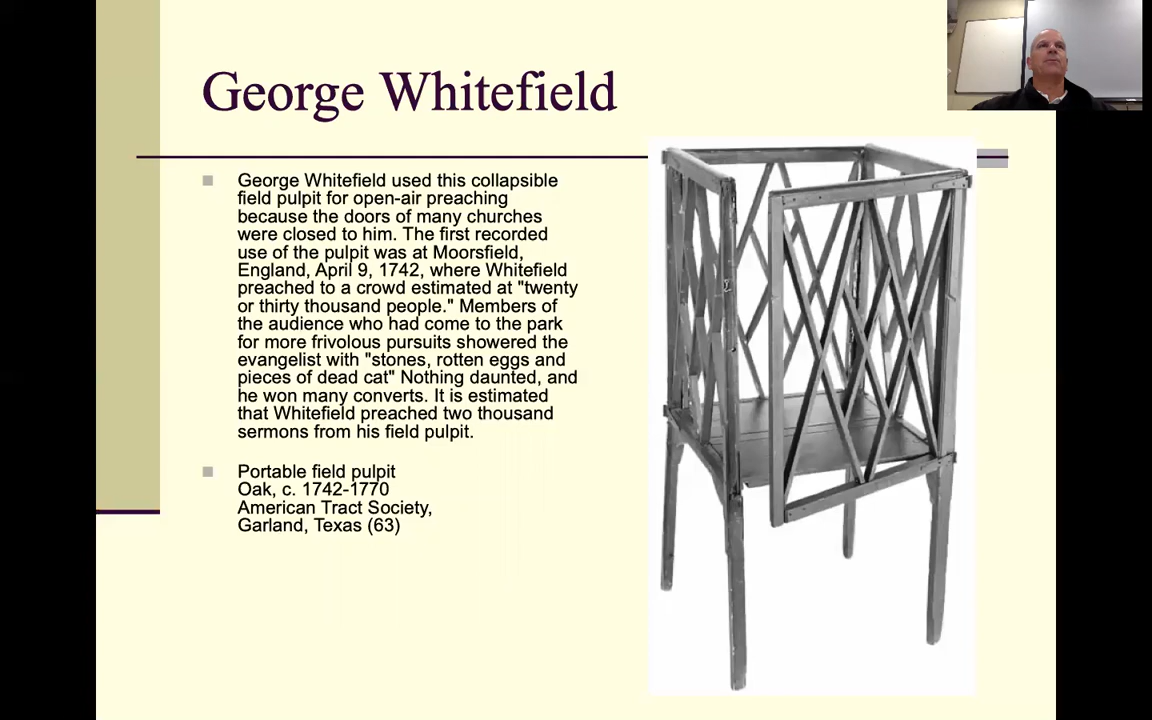 George Whitefield
George Whitefield used this collapsible
field pulpit for open-air preaching
because the doors of many churches
were closed to him. The first recorded
use of the pulpit was at Moorsfield,
England, April 9, 1742, where Whitefield
preached to a crowd estimated at "twenty
or thirty thousand people." Members of
the audience who had come to the park
for more frivolous pursuits showered the
evangelist with "stones, rotten eggs and
pieces of dead cat" Nothing daunted, and
he won many converts. It is estimated
that Whitefield preached two thousand
sermons from his field pulpit.
Portable field pulpit
Oak, c. 1742-1770
American Tract Society,
Garland, Texas (63)